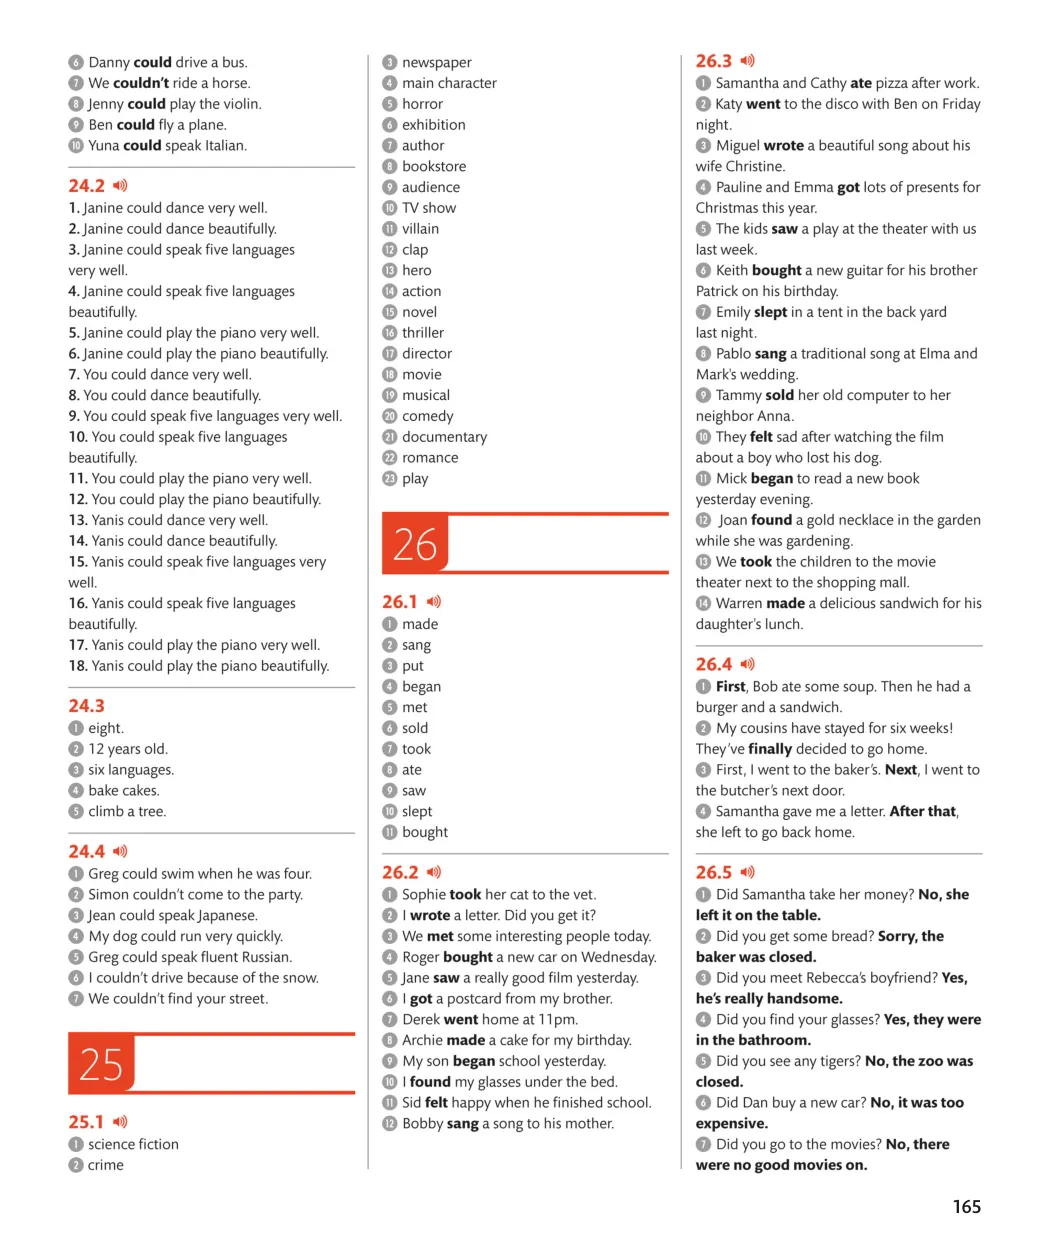 6 Danny could drive a bus.
7 We couldn't ride a horse.
8 Jenny could play the violin.
9 Ben could fly a plane.
10 Yuna could speak Italian.
24.2
1. Janine could dance very well.
2. Janine could dance beautifully.
3. Janine could speak five languages
very well.
4. Janine could speak five languages
beautifully.
5. Janine could play the piano very well.
6. Janine could play the piano beautifully.
7. You could dance very well.
8. You could dance beautifully.
9. You could speak five languages very well.
10. You could speak five languages
beautifully.
11. You could play the piano very well.
12. You could play the piano beautifully.
13. Yanis could dance very well.
14. Yanis could dance beautifully.
15. Yanis could speak five languages very
well.
16. Yanis could speak five languages
beautifully.
17. Yanis could play the piano very well.
18. Yanis could play the piano beautifully.
24.3
1 eight.
2 12 years old.
3 six languages.
4 bake cakes.
5 climb a tree.
24.4
1 Greg could swim when he was four.
2 Simon couldn't come to the party.
3 Jean could speak Japanese.
4 My dog could run very quickly.
5 Greg could speak fluent Russian.
6 I couldn't drive because of the snow.
7 We couldn't find your street.
25
25.1
1 science fiction
2 crime
3 newspaper
4 main character
5 horror
6 exhibition
7 author
8 bookstore
9 audience
10 TV show
11 villain
12 clap
13 hero
14 action
15 novel
16 thriller
17 director
18 movie
19 musical
20 comedy
21 documentary
22 romance
23 play
26
26.1
1 made
2 sang
3 put
4 began
5 met
6 sold
7 took
8 ate
9 saw
10 slept
11 bought
26.2
1 Sophie took her cat to the vet.
2 I wrote a letter. Did you get it?
3 We met some interesting people today.
4 Roger bought a new car on Wednesday.
5 Jane saw a really good film yesterday.
6 I got a postcard from my brother.
7 Derek went home at 11pm.
8 Archie made a cake for my birthday.
9 My son began school yesterday.
10 I found my glasses under the bed.
11 Sid felt happy when he finished school.
12 Bobby sang a song to his mother.
26.3
1 Samantha and Cathy ate pizza after work.
2 Katy went to the disco with Ben on Friday
night.
3 Miguel wrote a beautiful song about his
wife Christine.
4 Pauline and Emma got lots of presents for
Christmas this year.
5 The kids saw a play at the theater with us
last week.
6 Keith bought a new guitar for his brother
Patrick on his birthday.
7 Emily slept in a tent in the back yard
last night.
8 Pablo sang a traditional song at Elma and
Mark's wedding.
9 Tammy sold her old computer to her
neighbor Anna.
10 They felt sad after watching the film
about a boy who lost his dog.
11 Mick began to read a new book
yesterday evening.
12 Joan found a gold necklace in the garden
while she was gardening.
13 We took the children to the movie
theater next to the shopping mall.
14 Warren made a delicious sandwich for his
daughter's lunch.
26.4
1 First, Bob ate some soup. Then he had a
burger and a sandwich.
2 My cousins have stayed for six weeks!
They've finally decided to go home.
3 First, I went to the baker's. Next, I went to
the butcher's next door.
4 Samantha gave me a letter. After that,
she left to go back home.
26.5
1 Did Samantha take her money? No, she
left it on the table.
2 Did you get some bread? Sorry, the
baker was closed.
3 Did you meet Rebecca's boyfriend? Yes,
he's really handsome.
4 Did you find your glasses? Yes, they were
in the bathroom.
5 Did you see any tigers? No, the zoo was
closed.
6 Did Dan buy a new car? No, it was too
expensive.
7 Did you go to the movies? No, there
were no good movies on.
165